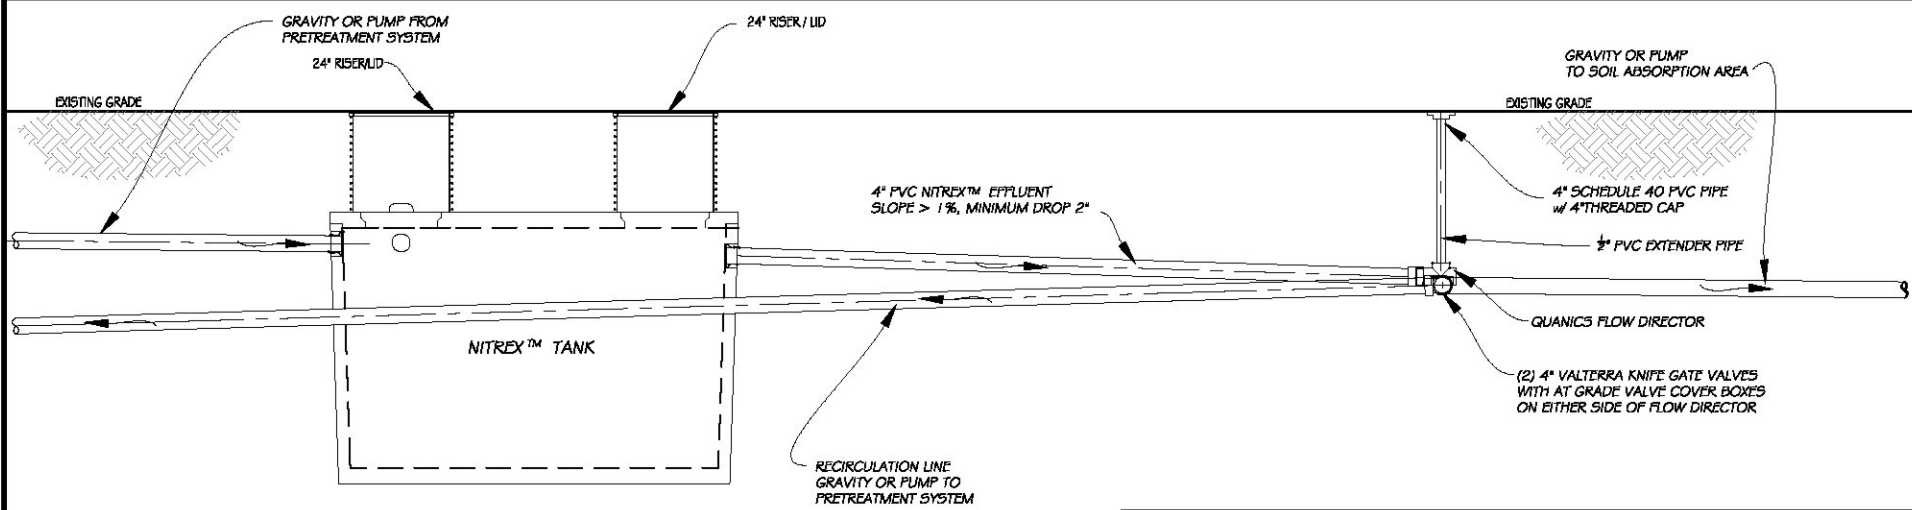 GRAVITY OR PUMP FROM
PRETREATMENT SYSTEM
24" RISER/LID
24" RISER / LID
GRAVITY OR PUMP
TO SOIL ABSORPTION AREA
EXISTING GRADE
EXISTING GRADE
4" PVC NITREX™ EFFLUENT
SLOPE > 1%, MINIMUM DROP 2"
4" SCHEDULE 40 PVC PIPE
w/ 4"THREADED CAP
½" PVC EXTENDER PIPE
QUANICS FLOW DIRECTOR
NITREX™ TANK
(2) 4" VALTERRA KNIFE GATE VALVES
WITH AT GRADE VALVE COVER BOXES
ON EITHER SIDE OF FLOW DIRECTOR
RECIRCULATION LINE
GRAVITY OR PUMP TO
PRETREATMENT SYSTEM